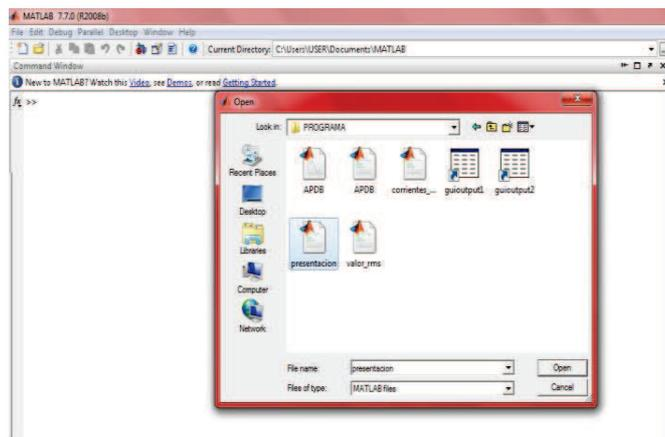 MATLAB 7.7.0 (R2008b)
File Edit Debug Parallel Desktop Window Help
Current Directory: C:\Users\USER\Documents\MATLAB
Command Window
New to MATLAB? Watch this Video, see Demos, or read Getting Started.
fx >>
Open
Look in: PROGRAMA
Recent Places
Desktop
Libraries
Computer
Network
APDB APDB corrientes_... guioutput1 guioutput2
presentacion valor_rms
File name: presentacion Open
Files of type: MATLAB files Cancel